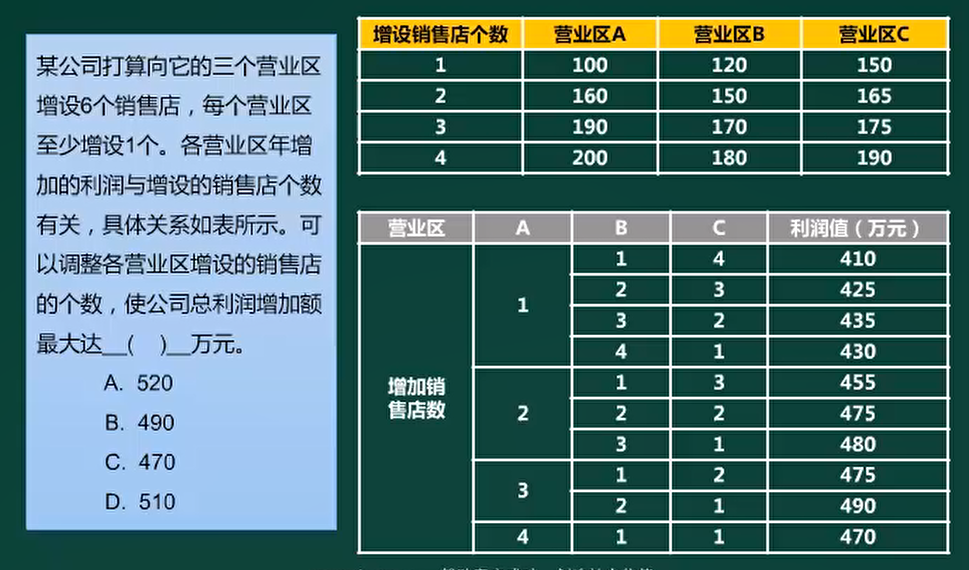 某公司打算向它的三个营业区
增设6个销售店，每个营业区
至少增设1个。各营业区年增
加的利润与增设的销售店个数
有关，具体关系如表所示。可
以调整各营业区增设的销售店
的个数，使公司总利润增加额
最大达__( )__万元。
A. 520
B. 490
C. 470
D. 510
增设销售店个数 营业区A 营业区B 营业区C
1 100 120 150
2 160 150 165
3 190 170 175
4 200 180 190
营业区 A B C 利润值（万元）
增加销
售店数
1
1 4 410
2 3 425
3 2 435
4 1 430
2
1 3 455
2 2 475
3 1 480
3
1 2 475
2 1 490
4 1 1 470